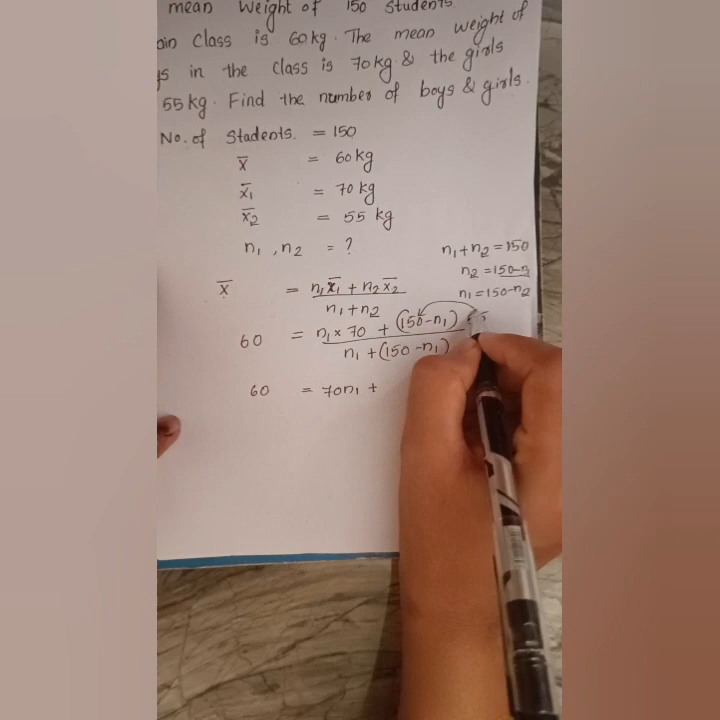 mean weight of 150 students
ain class is 60kg. The mean weight of
ys in the class is 70kg & the girls
55kg. Find the number of boys & girls.
No. of Students. = 150
x̅ = 60kg
x̅₁ = 70kg
x̅₂ = 55 kg
n₁, n₂ = ?
n₁+n₂ = 150
n₂ = 150-n₁
n₁ = 150-n₂
x̅ = n₁x̅₁ + n₂x̅₂
n₁+n₂
60 = n₁ × 70 + (150-n₁)
n₁ + (150-n₁)
60 = 70n₁ +